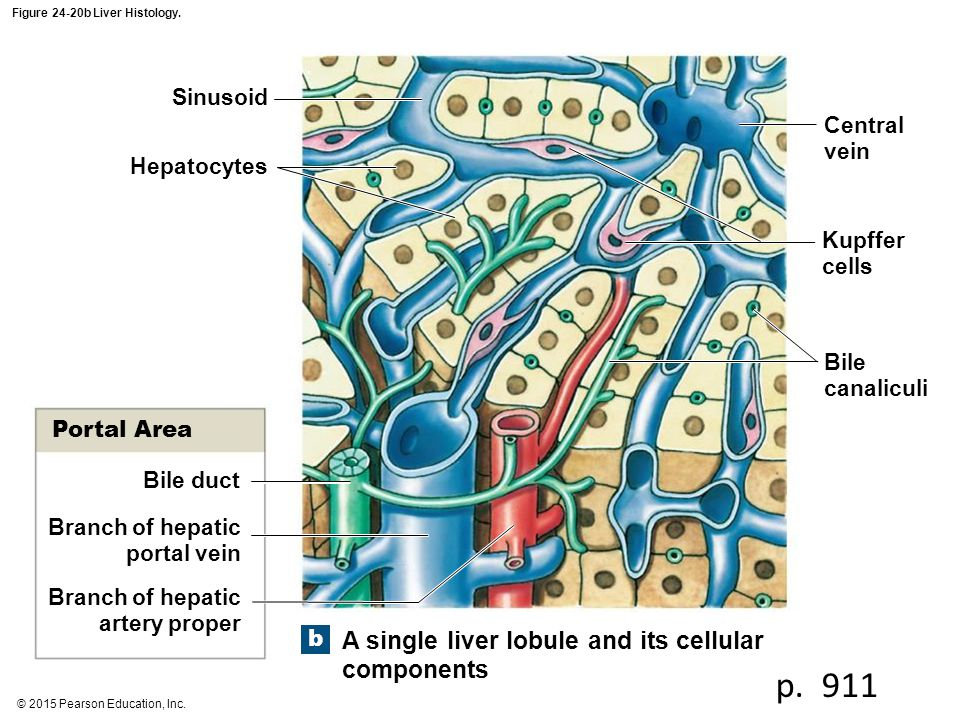 Figure 24-20b Liver Histology.
Sinusoid
Hepatocytes
Central
vein
Kupffer
cells
Bile
canaliculi
Portal Area
Bile duct
Branch of hepatic
portal vein
Branch of hepatic
artery proper
b
A single liver lobule and its cellular
components
p. 911
© 2015 Pearson Education, Inc.